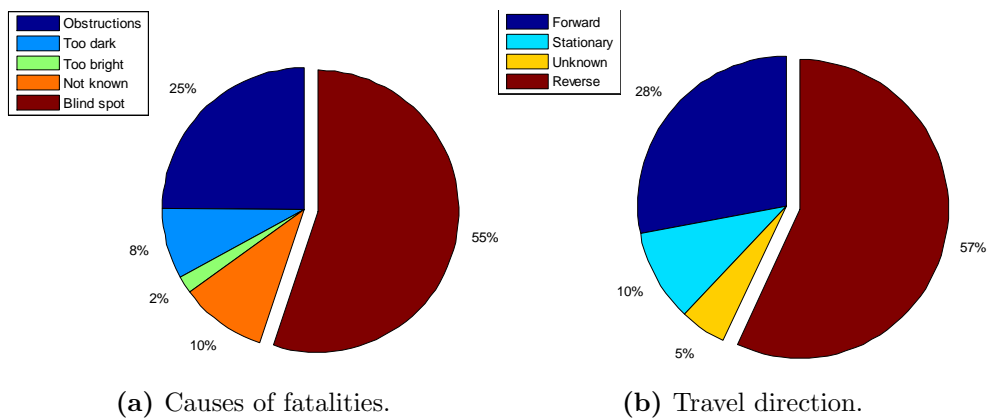 Obstructions
Too dark
Too bright
Not known
Blind spot
25%
8%
2%
10%
55%
(a) Causes of fatalities.
Forward
Stationary
Unknown
Reverse
28%
10%
5%
57%
(b) Travel direction.